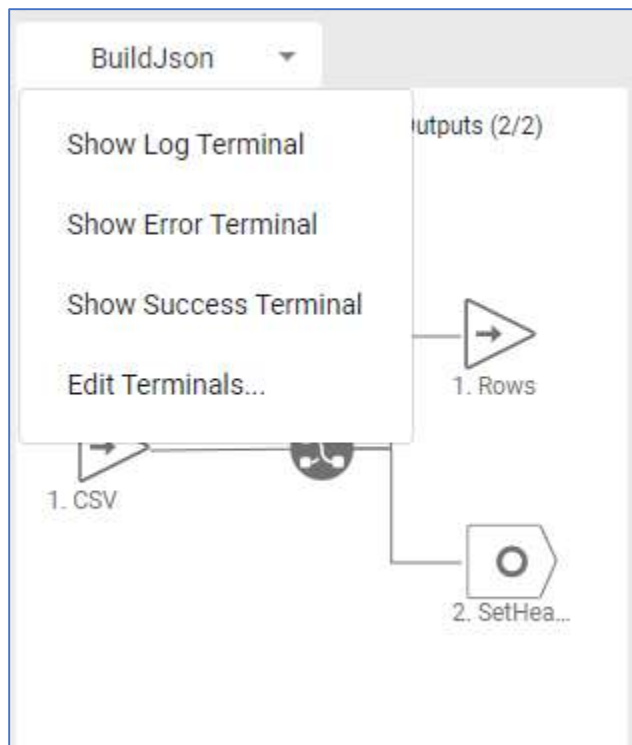 BuildJson
utputs (2/2)
Show Log Terminal
Show Error Terminal
Show Success Terminal
Edit Terminals...
1. Rows
1. CSV
2. SetHea...